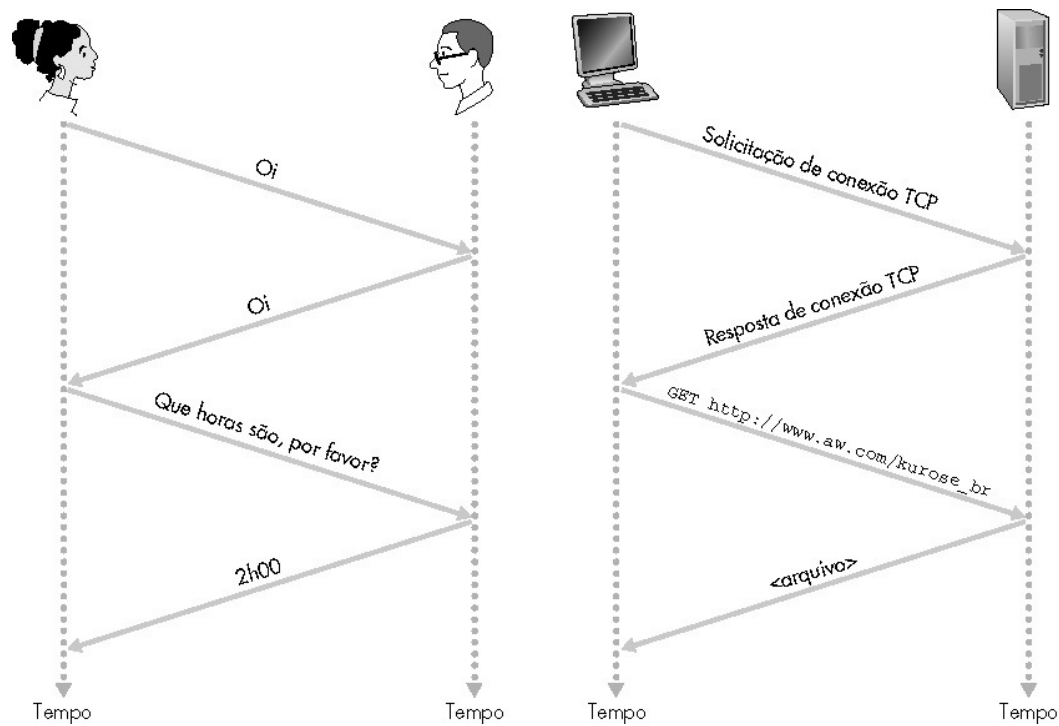 Oi
Oi
Que horas são, por favor?
2h00
Tempo
Tempo
Solicitação de conexão TCP
Resposta de conexão TCP
GET http://www.aw.com/kurose_br
<arquivo>
Tempo
Tempo